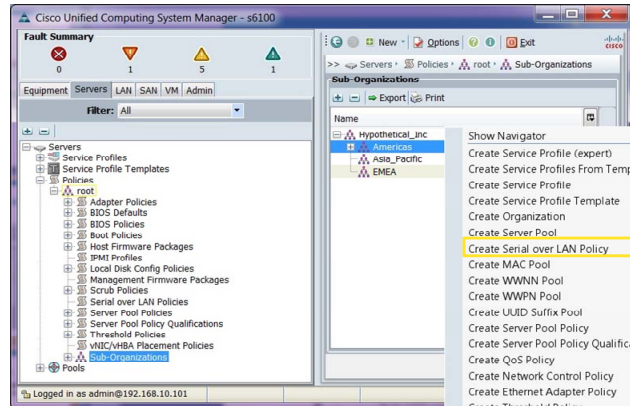 Cisco Unified Computing System Manager - s6100
Fault Summary
0 1 5 1
Equipment Servers LAN SAN VM Admin
Filter: All
Servers
Service Profiles
Service Profile Templates
Policies
root
Adapter Policies
BIOS Defaults
BIOS Policies
Boot Policies
Host Firmware Packages
IPMI Profiles
Local Disk Config Policies
Management Firmware Packages
Scrub Policies
Serial over LAN Policies
Server Pool Policies
Server Pool Policy Qualifications
Threshold Policies
vNIC/vHBA Placement Policies
Sub-Organizations
Pools
Logged in as admin@192.168.10.101
New Options Exit
CISCO
>> Servers Policies root Sub-Organizations
Sub-Organizations
Export Print
Name
Hypothetical_Inc
Americas
Asia_Pacific
EMEA
Show Navigator
Create Service Profile (expert)
Create Service Profiles From Temp
Create Service Profile
Create Service Profile Template
Create Organization
Create Server Pool
Create Serial over LAN Policy
Create MAC Pool
Create WWNN Pool
Create WWPN Pool
Create UUID Suffix Pool
Create Server Pool Policy
Create Server Pool Policy Qualifica
Create QoS Policy
Create Network Control Policy
Create Ethernet Adapter Policy
Create Threshold Policy